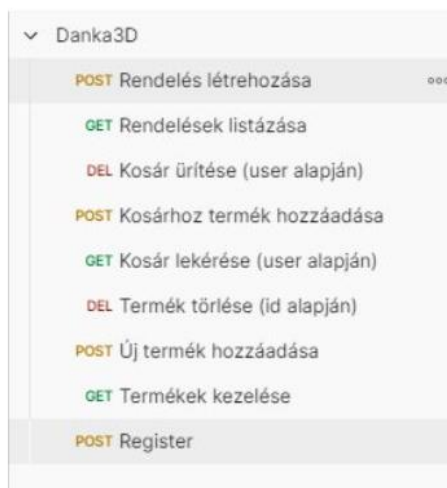 Danka3D
POST Rendelés létrehozása
GET Rendelések listázása
DEL Kosár ürítése (user alapján)
POST Kosárhoz termék hozzáadása
GET Kosár lekérése (user alapján)
DEL Termék törlése (id alapján)
POST Új termék hozzáadása
GET Termékek kezelése
POST Register